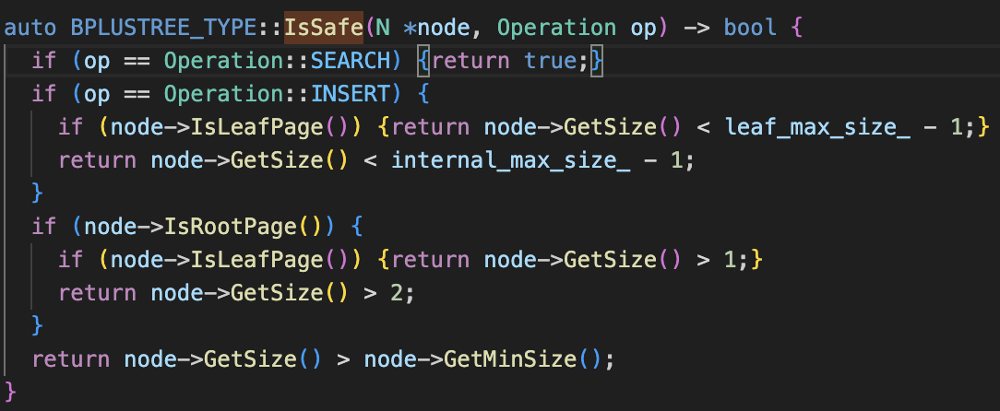 auto BPLUSTREE_TYPE::IsSafe(N *node, Operation op) -> bool {
  if (op == Operation::SEARCH) {return true;}
  if (op == Operation::INSERT) {
    if (node->IsLeafPage()) {return node->GetSize() < leaf_max_size_ - 1;}
    return node->GetSize() < internal_max_size_ - 1;
  }
  if (node->IsRootPage()) {
    if (node->IsLeafPage()) {return node->GetSize() > 1;}
    return node->GetSize() > 2;
  }
  return node->GetSize() > node->GetMinSize();
}